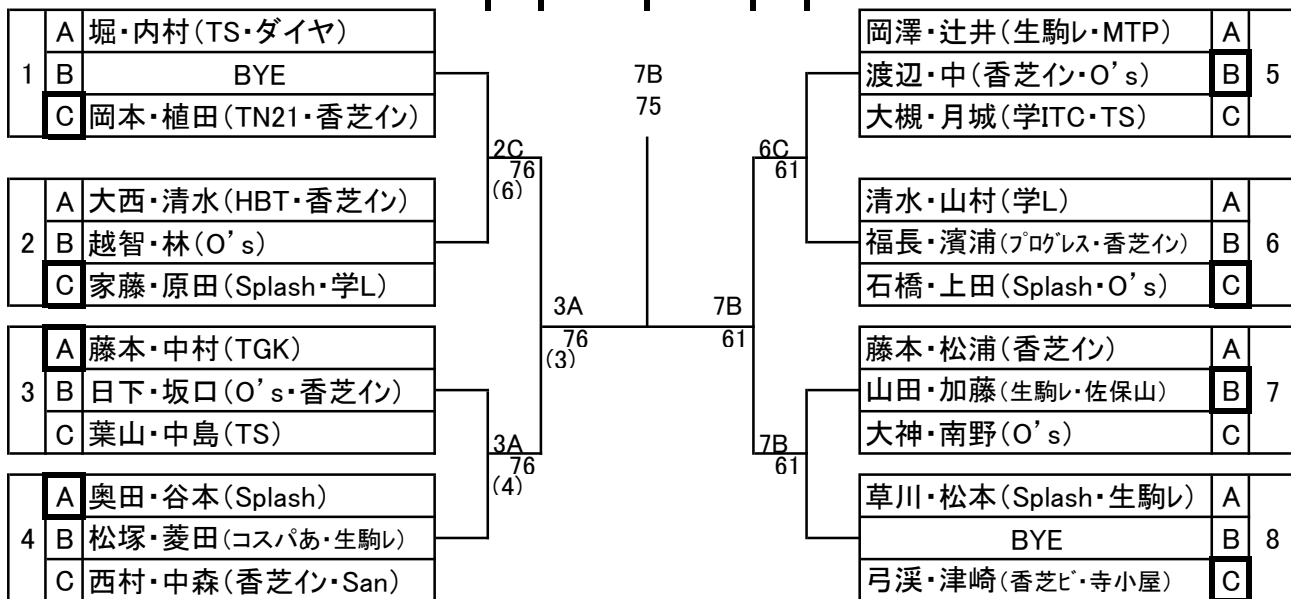 1
A 堀・内村(TS・ダイヤ)
B BYE
C 岡本・植田(TN21・香芝イン)
2
A 大西・清水(HBT・香芝イン)
B 越智・林(O's)
C 家藤・原田(Splash・学L)
3
A 藤本・中村(TGK)
B 日下・坂口(O's・香芝イン)
C 葉山・中島(TS)
4
A 奥田・谷本(Splash)
B 松塚・菱田(コスパあ・生駒レ)
C 西村・中森(香芝イン・San)
2C
76
(6)
3A
76
(4)
3A
76
(3)
7B
75
6C
61
7B
61
7B
61
岡澤・辻井(生駒レ・MTP) A
渡辺・中(香芝イン・O's) B
大槻・月城(学ITC・TS) C
5
清水・山村(学L) A
福長・濱浦(プログレス・香芝イン) B
石橋・上田(Splash・O's) C
6
藤本・松浦(香芝イン) A
山田・加藤(生駒レ・佐保山) B
大神・南野(O's) C
7
草川・松本(Splash・生駒レ) A
BYE B
弓渓・津崎(香芝ビ・寺小屋) C
8